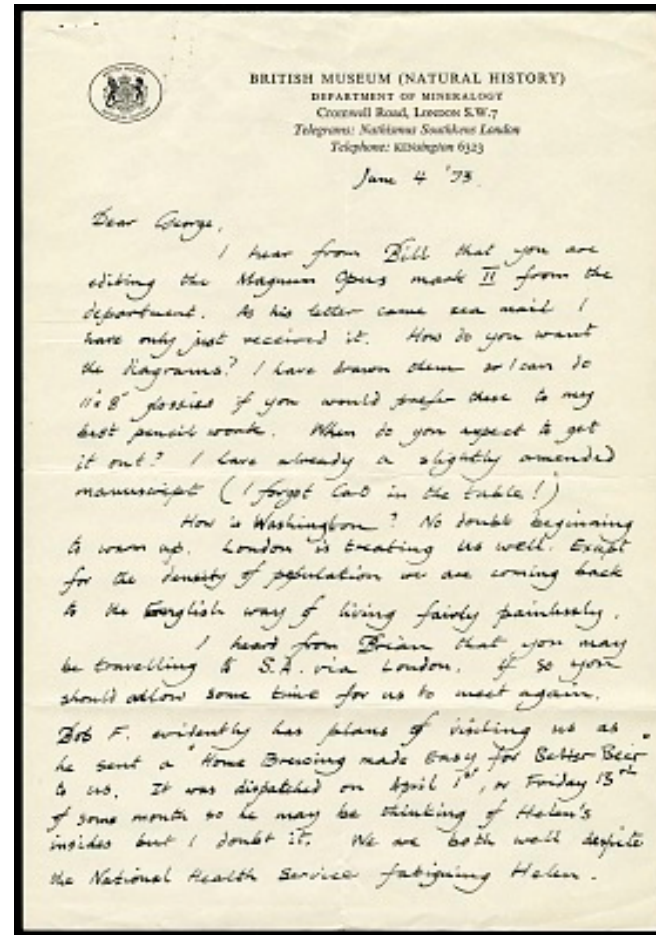 BRITISH MUSEUM (NATURAL HISTORY)
DEPARTMENT OF MINERALOGY
Cromwell Road, London S.W.7
Telegrams: Nathismus Southkens London
Telephone: KENsington 6323
June 4 '73.
Dear George,
I hear from Bill that you are
editing the Magnum Opus mark II from the
department. As his letter came sea mail I
have only just received it. How do you want
the diagrams? I have drawn them so I can do
11"x 8" glossies if you would prefer these to my
best pencil work. When do you expect to get
it out? I have already a slightly amended
manuscript (I forgot CaO in the table!)
How is Washington? No doubt beginning
to warm up. London is treating us well. Except
for the density of population we are coming back
to the English way of living fairly painlessly.
I heard from Brian that you may
be travelling to S.A. via London. If so you
should allow some time for us to meet again.
Bob F. evidently has plans of visiting us as
he sent a "Home Brewing made Easy for Better Beer"
to us. It was dispatched on April 1st, or Friday 13th
of some month so he may be thinking of Helen's
insides but I doubt it. We are both well despite
the National Health Service fatiguing Helen.